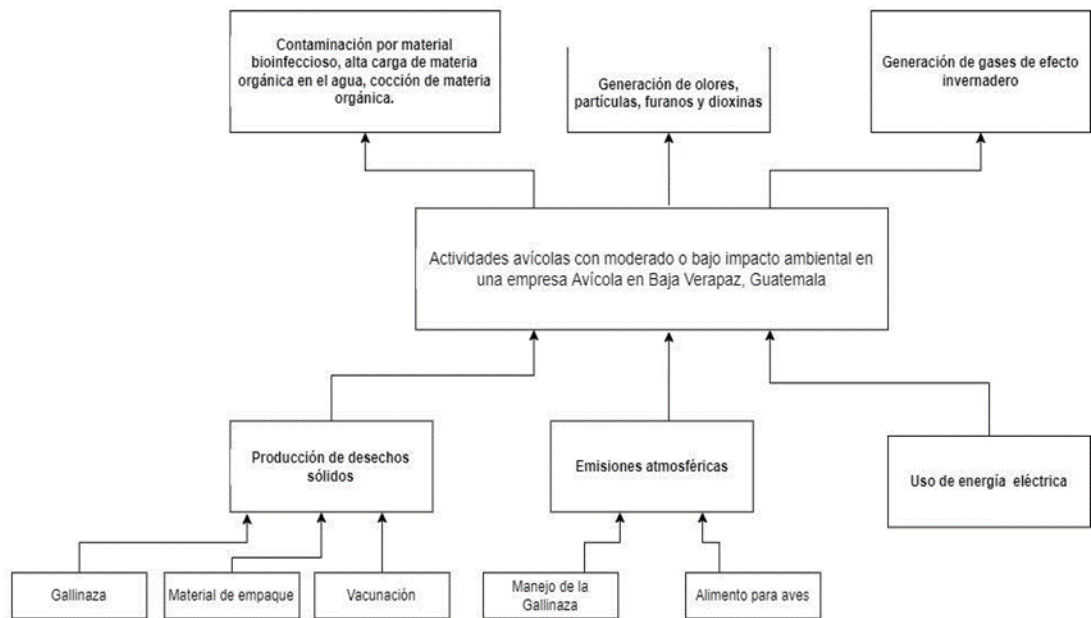 Contaminación por material
bioinfeccioso, alta carga de materia
orgánica en el agua, cocción de materia
orgánica.
Generación de olores,
partículas, furanos y dioxinas
Generación de gases de efecto
invernadero
Actividades avícolas con moderado o bajo impacto ambiental en
una empresa Avícola en Baja Verapaz, Guatemala
Producción de desechos
sólidos
Emisiones atmosféricas
Uso de energía eléctrica
Gallinaza
Material de empaque
Vacunación
Manejo de la
Gallinaza
Alimento para aves